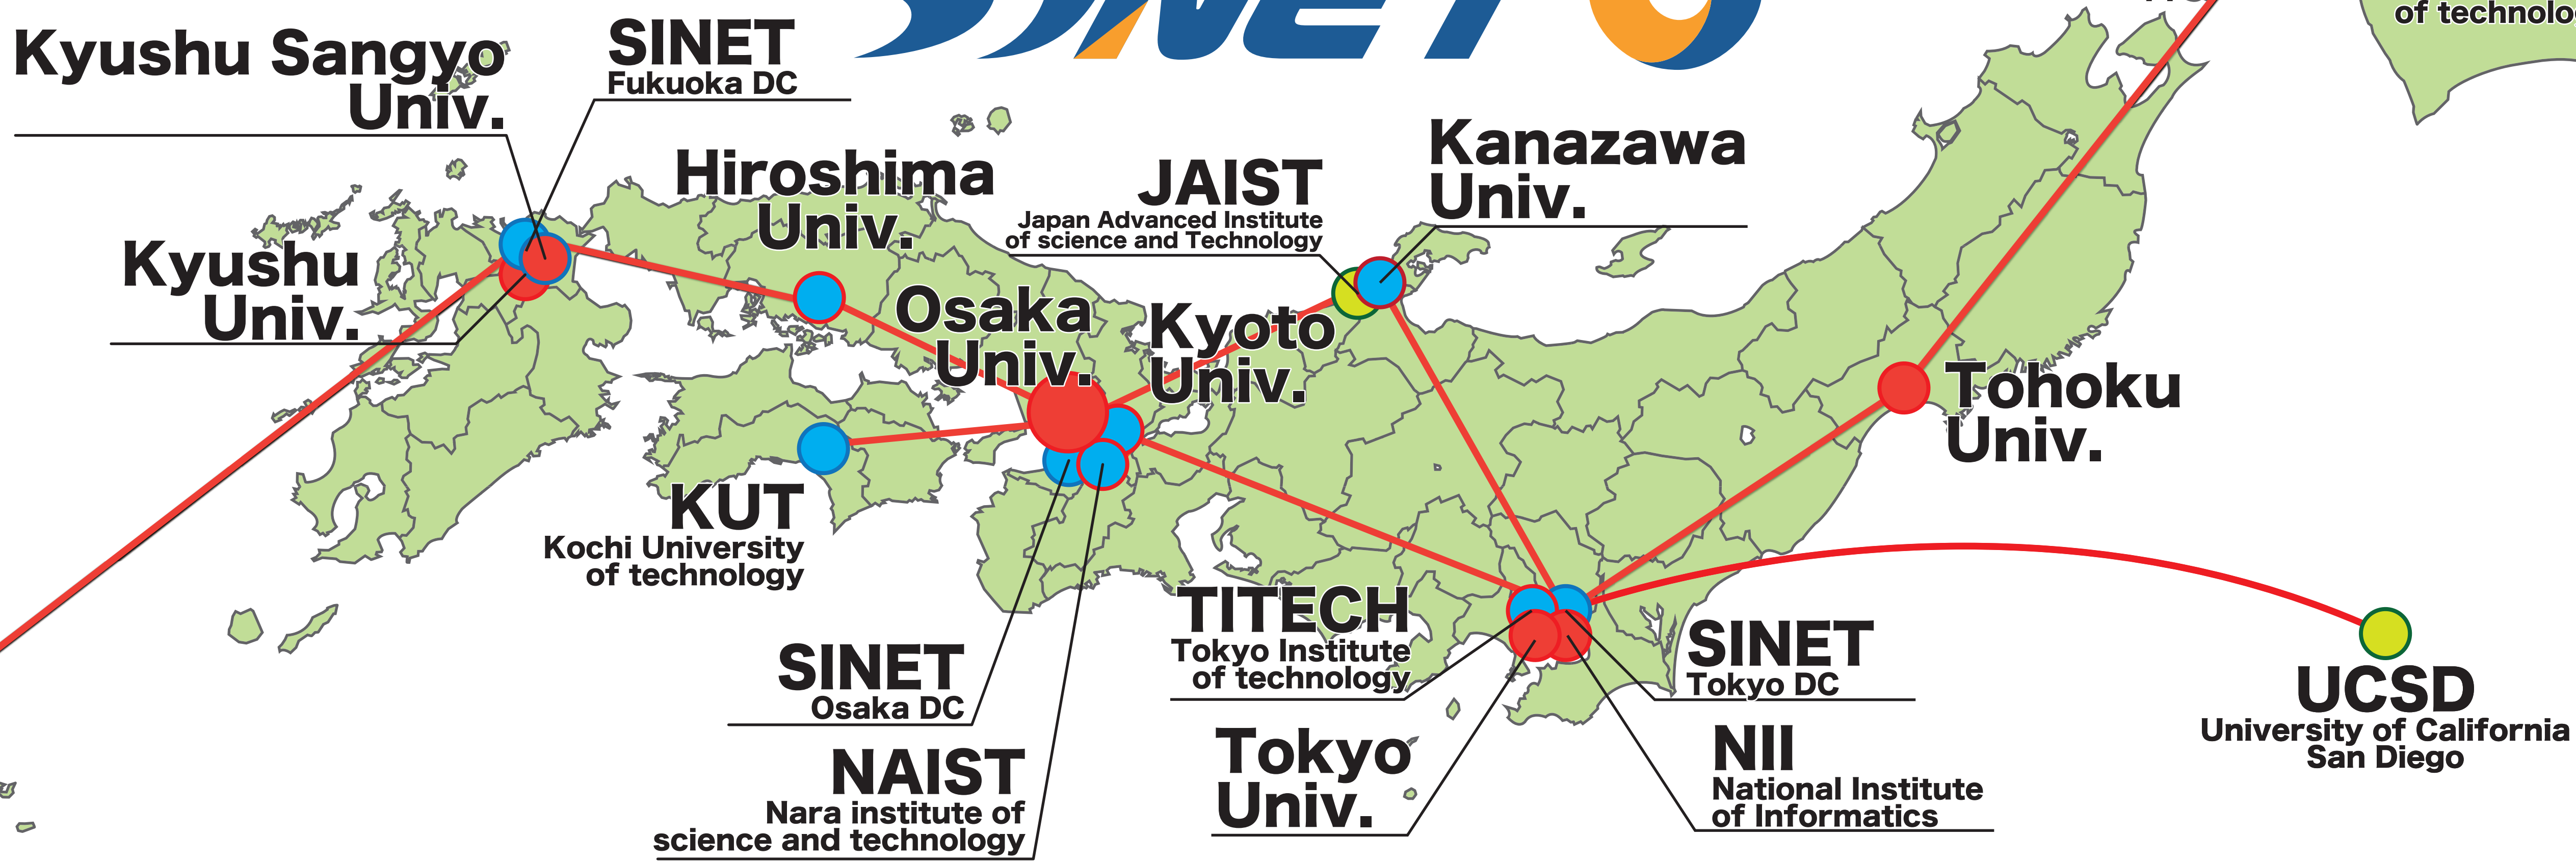 of technolo
Kyushu Sangyo
Univ.
SINET
Fukuoka DC
Hiroshima
Univ.
JAIST
Japan Advanced Institute
of science and Technology
Kanazawa
Univ.
Kyushu
Univ.
Osaka
Univ.
Kyoto
Univ.
Tohoku
Univ.
KUT
Kochi University
of technology
TITECH
Tokyo Institute
of technology
SINET
Tokyo DC
SINET
Osaka DC
UCSD
University of California
San Diego
NAIST
Nara institute of
science and technology
Tokyo
Univ.
NII
National Institute
of Informatics